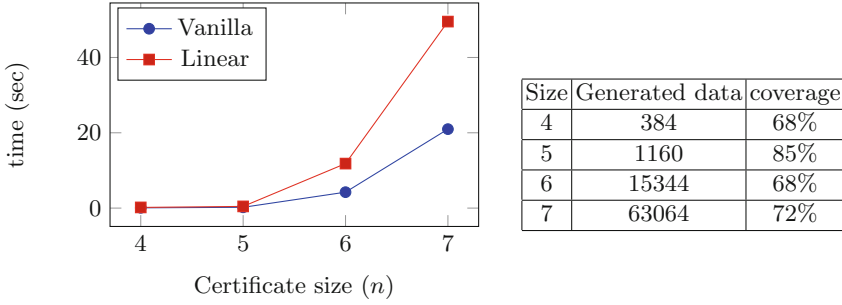 Vanilla
Linear
40
20
0
time (sec)
4 5 6 7
Certificate size (n)
Size Generated data coverage
4 384 68%
5 1160 85%
6 15344 68%
7 63064 72%